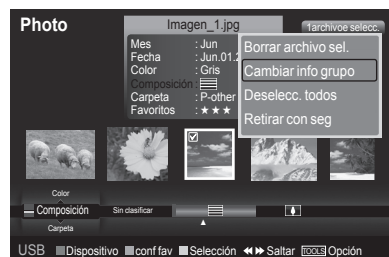 Photo
Imagen_1.jpg
1archivoe selecc.
Mes : Jun
Fecha : Jun.01.2
Color : Gris
Composición :
Carpeta : P-other
Favoritos : ★ ★ ★
Borrar archivo sel.
Cambiar info grupo
Deselecc. todos
Retirar con seg
Color
Composición
Sin clasificar
Carpeta
USB Dispositivo conf fav Selección Saltar TOOLS Opción